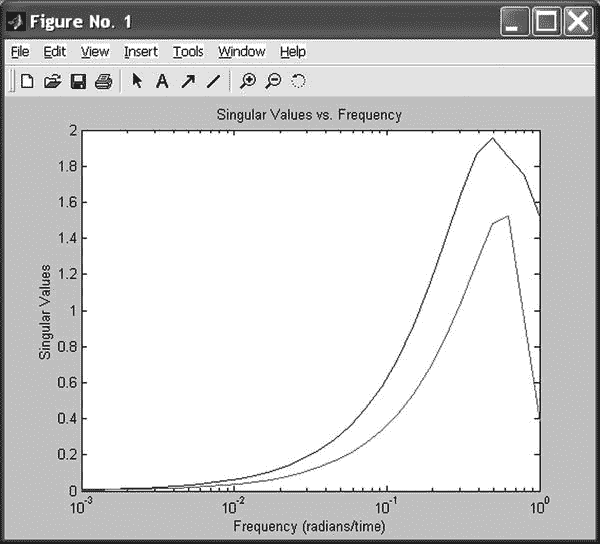 Figure No. 1
File Edit View Insert Tools Window Help
A
Singular Values vs. Frequency
Singular Values
2
1.8
1.6
1.4
1.2
1
0.8
0.6
0.4
0.2
0
10⁻³ 10⁻² 10⁻¹ 10⁰
Frequency (radians/time)